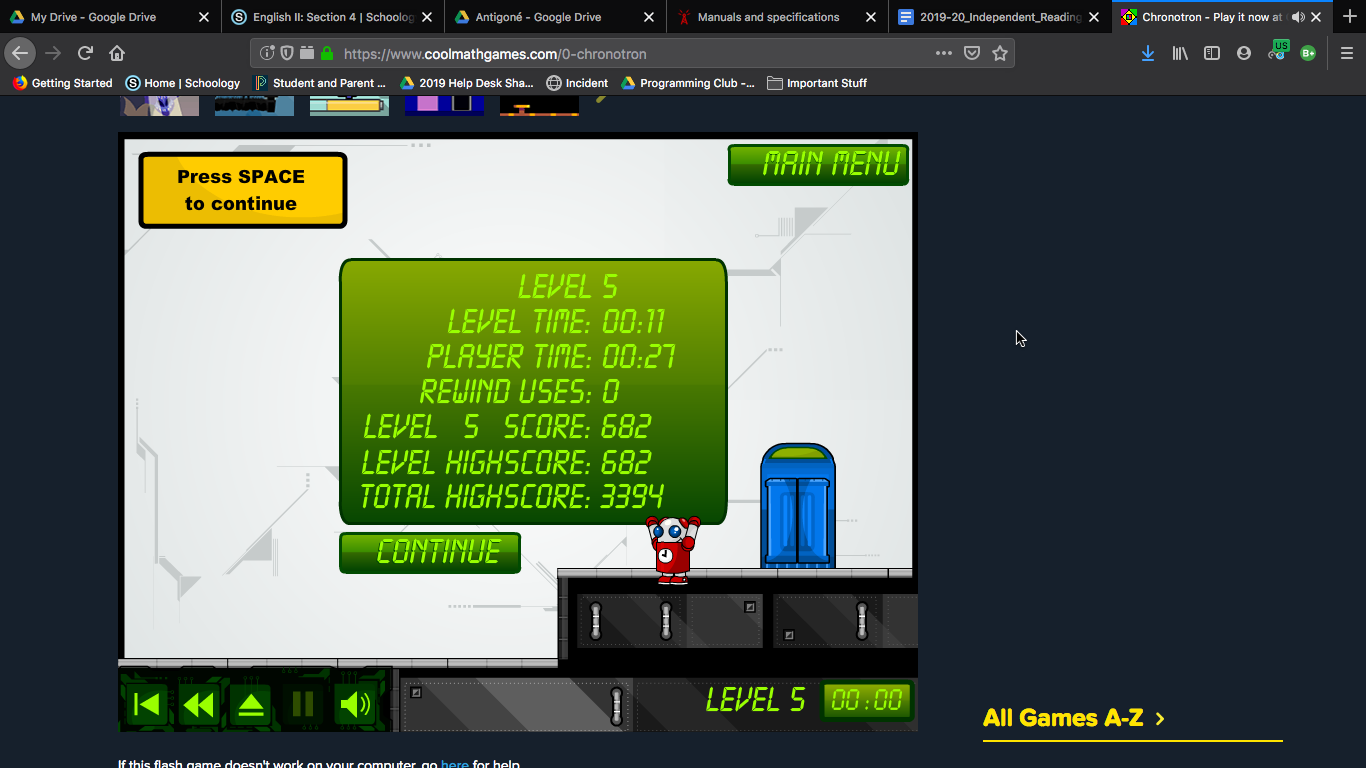 My Drive - Google Drive
English II: Section 4 | Schoolog
Antigoné - Google Drive
Manuals and specifications
2019-20_Independent_Reading
Chronotron - Play it now at
https://www.coolmathgames.com/0-chronotron
US
B+
Getting Started
Home | Schoology
Student and Parent ...
2019 Help Desk Sha...
Incident
Programming Club -...
Important Stuff
Press SPACE
to continue
MAIN MENU
LEVEL 5
LEVEL TIME: 00:11
PLAYER TIME: 00:27
REWIND USES: 0
LEVEL 5 SCORE: 682
LEVEL HIGHSCORE: 682
TOTAL HIGHSCORE: 3394
CONTINUE
LEVEL 5 00:00
All Games A-Z >
If this flash game doesn't work on your computer, go here for help